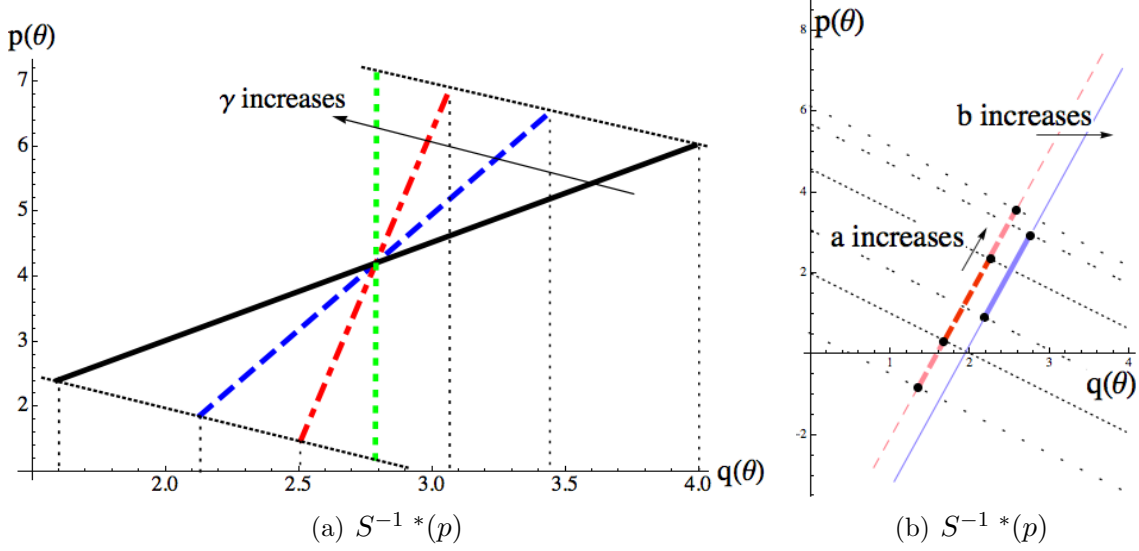 p(θ)
7
6
5
4
3
2
γ increases
2.0
2.5
3.0
3.5
4.0
q(θ)
(a) S^{-1 *}(p)
p(θ)
8
6
4
2
-2
b increases
a increases
1
2
3
4
q(θ)
(b) S^{-1 *}(p)